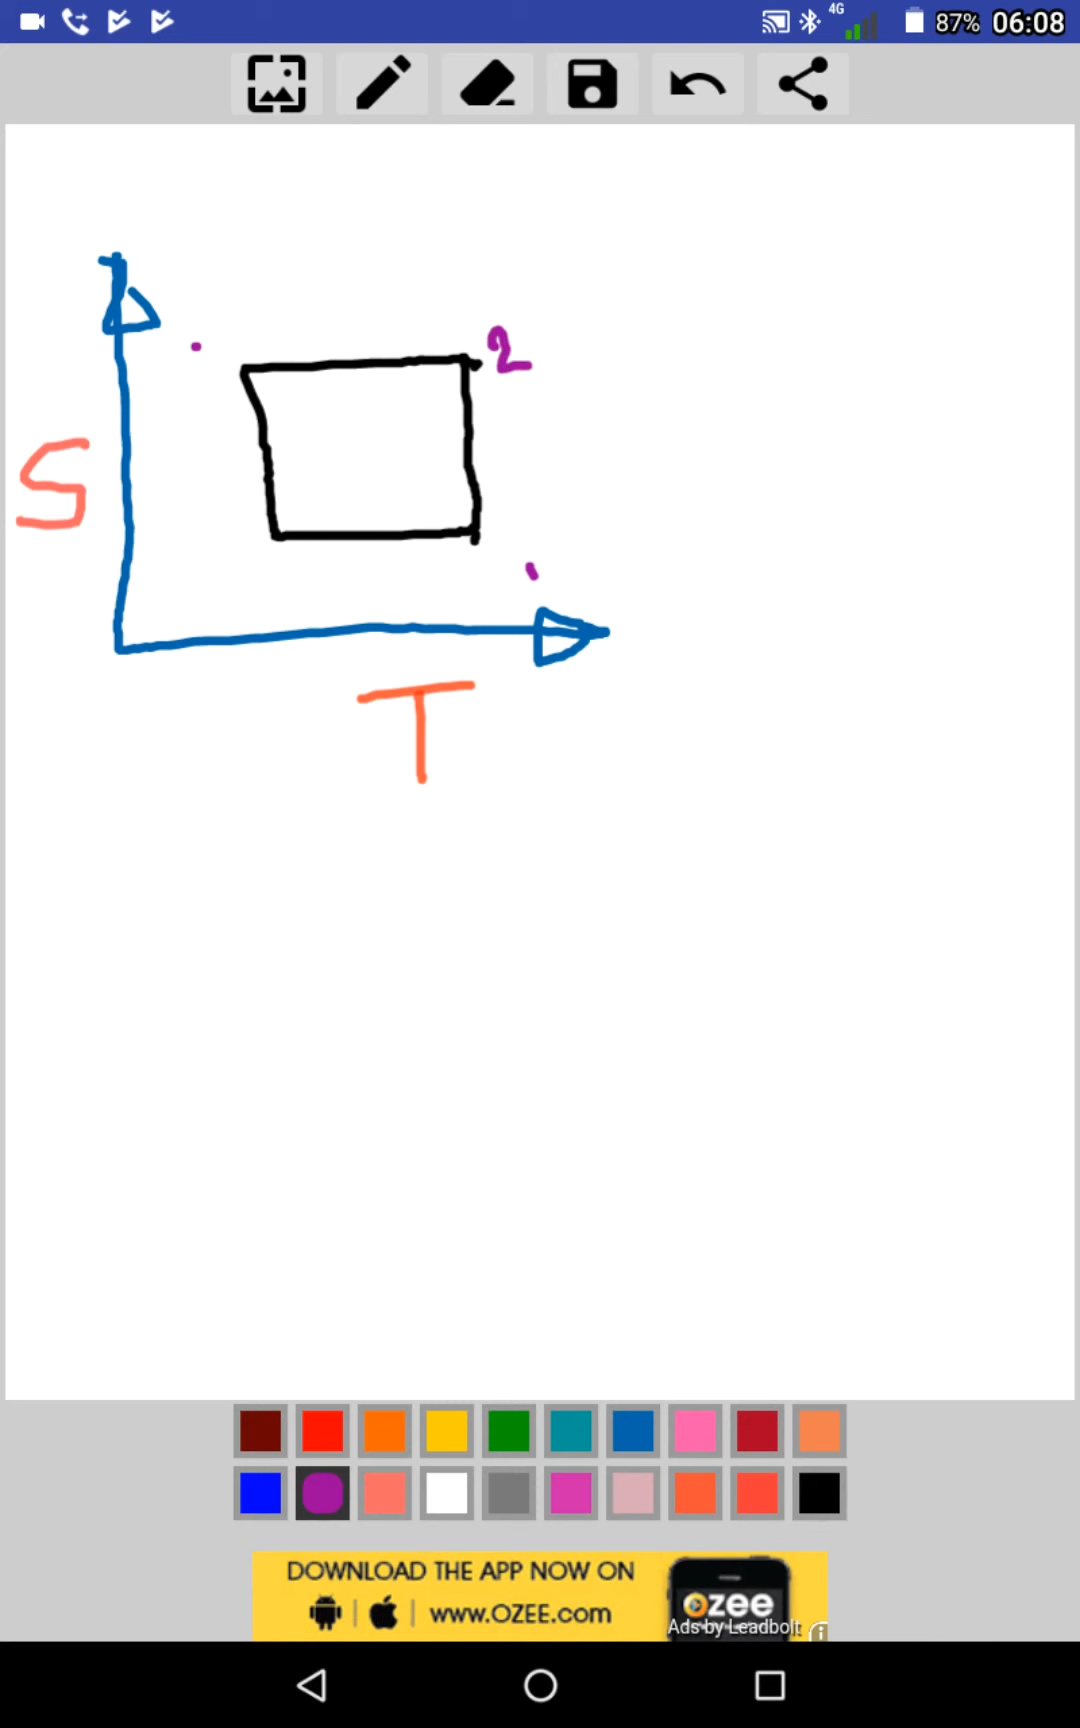 4G 87% 06:08
2
S
T
DOWNLOAD THE APP NOW ON
www.OZEE.com
ozee
Ads by Leadbolt